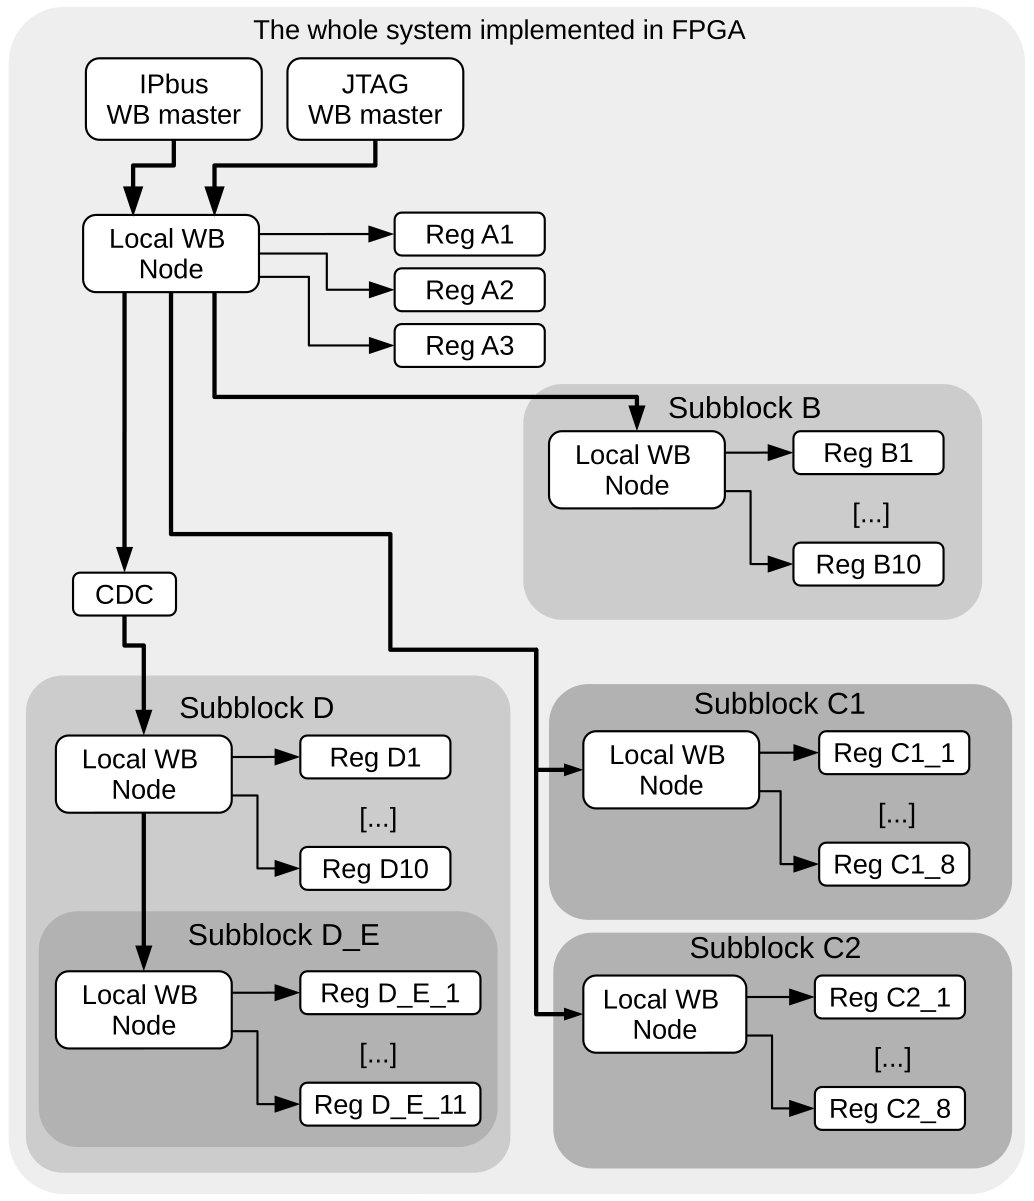 The whole system implemented in FPGA
IPbus
WB master
JTAG
WB master
Local WB
Node
Reg A1
Reg A2
Reg A3
Subblock B
Local WB
Node
Reg B1
[...]
Reg B10
CDC
Subblock D
Local WB
Node
Reg D1
[...]
Reg D10
Subblock D_E
Local WB
Node
Reg D_E_1
[...]
Reg D_E_11
Subblock C1
Local WB
Node
Reg C1_1
[...]
Reg C1_8
Subblock C2
Local WB
Node
Reg C2_1
[...]
Reg C2_8